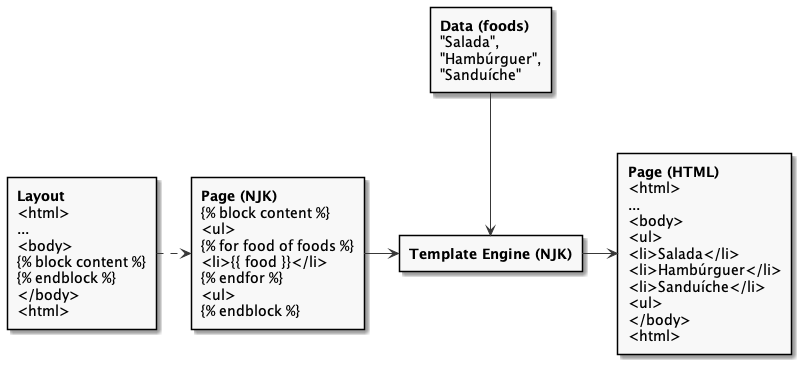 Data (foods)
"Salada",
"Hambúrguer",
"Sanduíche"
Layout
<html>
...
<body>
{% block content %}
{% endblock %}
</body>
<html>
Page (NJK)
{% block content %}
<ul>
{% for food of foods %}
<li>{{ food }}</li>
{% endfor %}
<ul>
{% endblock %}
Template Engine (NJK)
Page (HTML)
<html>
...
<body>
<ul>
<li>Salada</li>
<li>Hambúrguer</li>
<li>Sanduíche</li>
<ul>
</body>
<html>